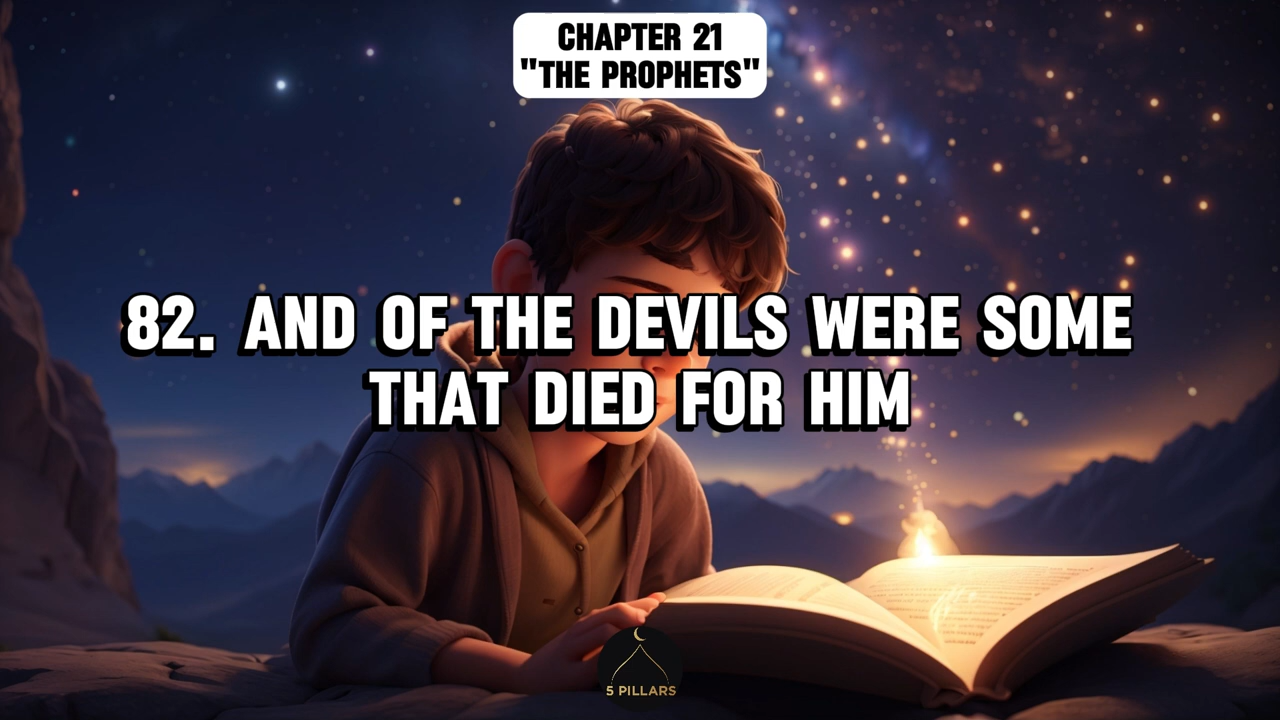 CHAPTER 21
"THE PROPHETS"
82. AND OF THE DEVILS WERE SOME
THAT DIED FOR HIM
5 PILLARS